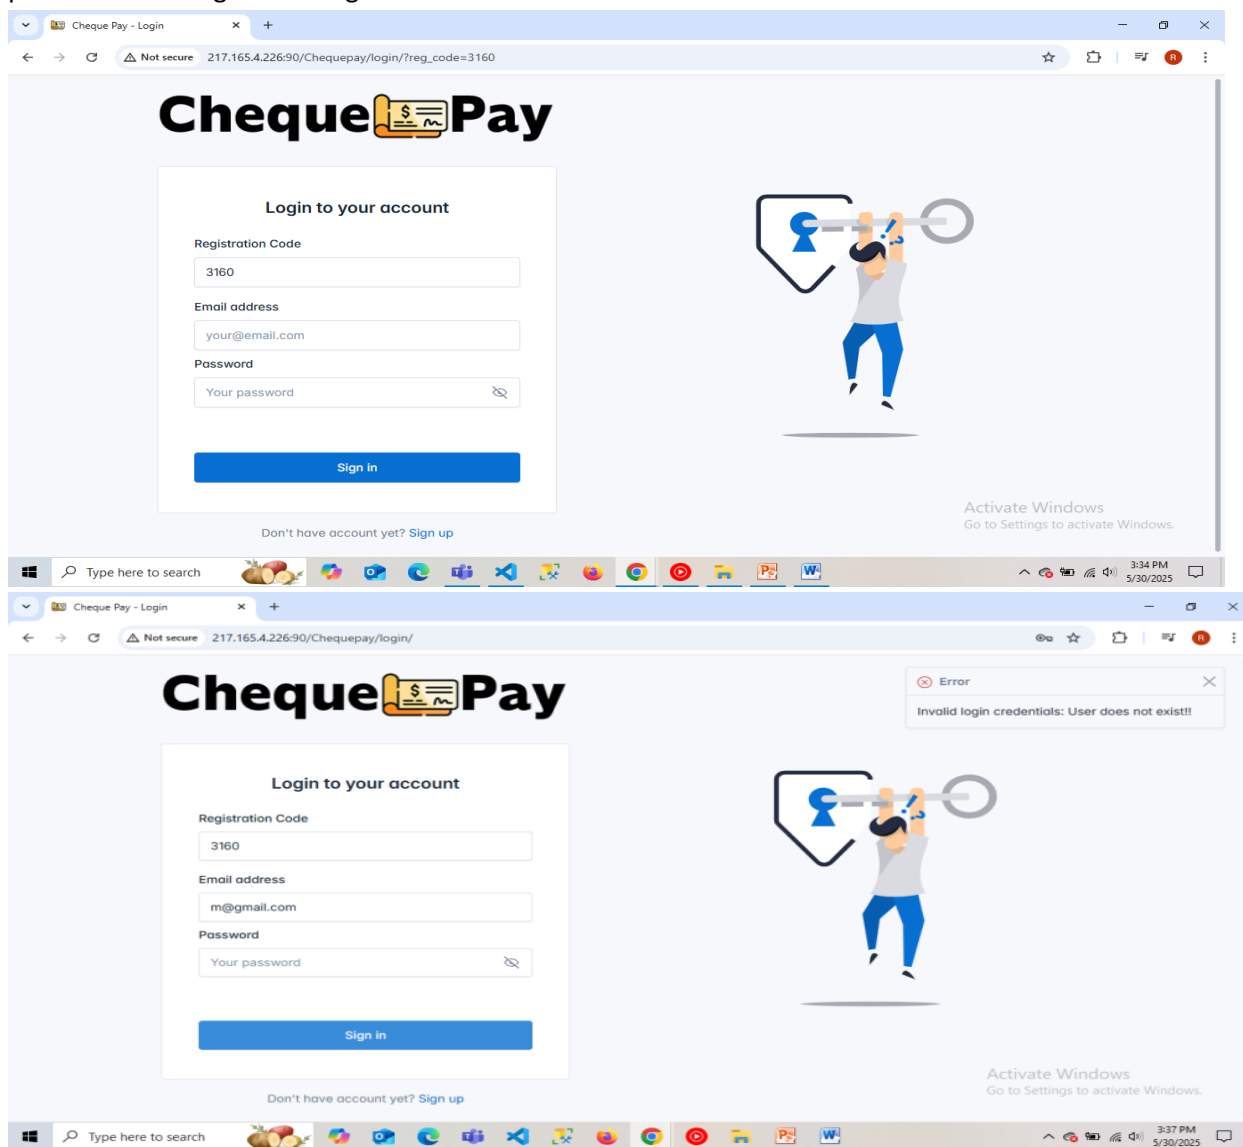 Cheque Pay - Login
Not secure 217.165.4.226:90/Chequepay/login/?reg_code=3160
R
Cheque Pay
Login to your account
Registration Code
3160
Email address
your@email.com
Password
Your password
Sign in
Don't have account yet? Sign up
Activate Windows
Go to Settings to activate Windows.
Type here to search
3:34 PM
5/30/2025
Cheque Pay - Login
Not secure 217.165.4.226:90/Chequepay/login/
R
Cheque Pay
Error
Invalid login credentials: User does not exist!!
Login to your account
Registration Code
3160
Email address
m@gmail.com
Password
Your password
Sign in
Don't have account yet? Sign up
Activate Windows
Go to Settings to activate Windows.
Type here to search
3:37 PM
5/30/2025